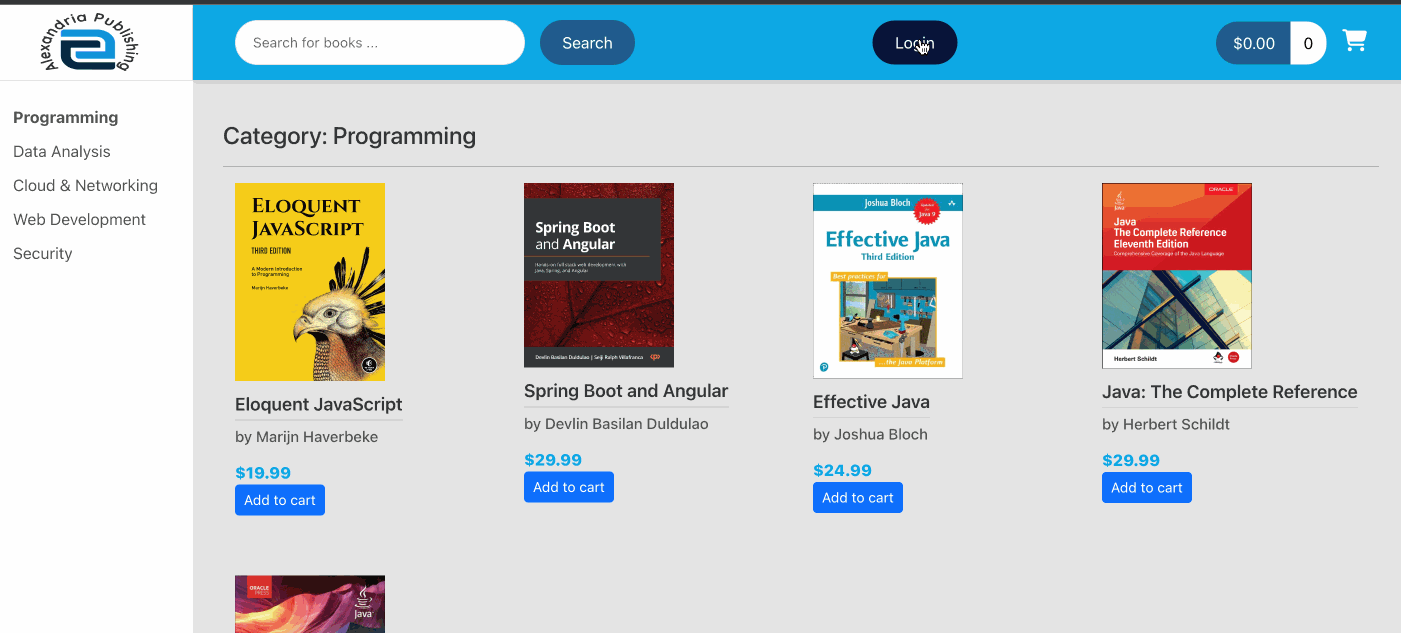 Alexandria Publishing
Search for books ...
Search
Login
$0.00
0
Programming
Data Analysis
Cloud & Networking
Web Development
Security
Category: Programming
ELOQUENT
JAVASCRIPT
THIRD EDITION
A Modern Introduction
to Programming
Marijn Haverbeke
Eloquent JavaScript
by Marijn Haverbeke
$19.99
Add to cart
Spring Boot
and Angular
Hands-on full stack web development with
Java, Spring, and Angular
Devlin Basilan Duldulao | Seiji Ralph Villafranca
Spring Boot and Angular
by Devlin Basilan Duldulao
$29.99
Add to cart
Joshua Bloch
Updated for Java 9
Effective Java
Third Edition
Best practices for
...the Java Platform
Effective Java
by Joshua Bloch
$24.99
Add to cart
ORACLE
Java
Java
The Complete Reference
Eleventh Edition
Comprehensive Coverage of the Java Language
Herbert Schildt
Java: The Complete Reference
by Herbert Schildt
$29.99
Add to cart
ORACLE
PRESS
Java